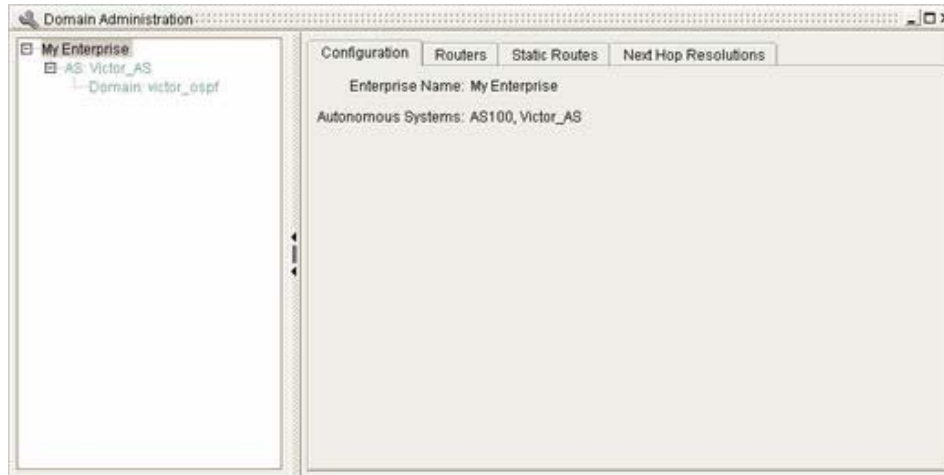 Domain Administration
My Enterprise
AS: Victor_AS
Domain: victor_ospf
Configuration
Routers
Static Routes
Next Hop Resolutions
Enterprise Name: My Enterprise
Autonomous Systems: AS100, Victor_AS